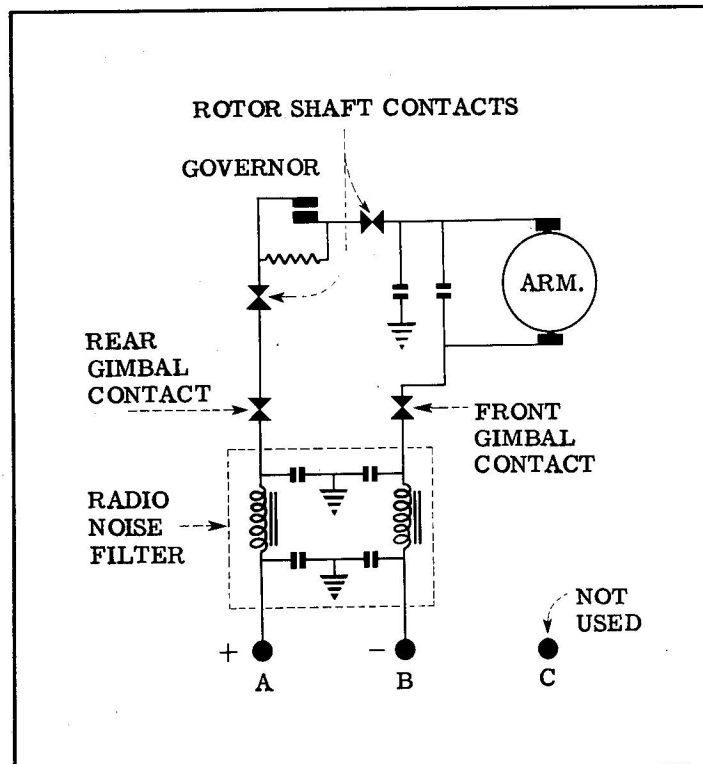 ROTOR SHAFT CONTACTS
GOVERNOR
ARM.
REAR
GIMBAL
CONTACT
FRONT
GIMBAL
CONTACT
RADIO
NOISE
FILTER
NOT
USED
+
A
−
B
C